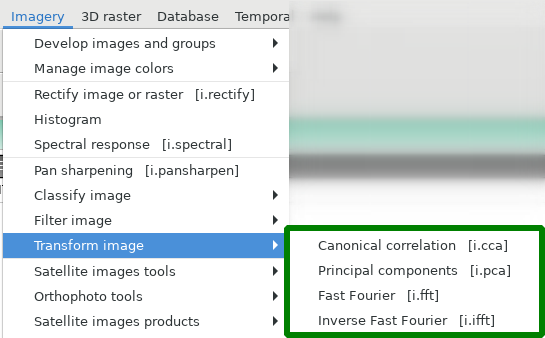 Imagery 3D raster Database Tempora
Develop images and groups
Manage image colors
Rectify image or raster [i.rectify]
Histogram
Spectral response [i.spectral]
Pan sharpening [i.pansharpen]
Classify image
Filter image
Transform image
Satellite images tools
Orthophoto tools
Satellite images products
Canonical correlation [i.cca]
Principal components [i.pca]
Fast Fourier [i.fft]
Inverse Fast Fourier [i.ifft]